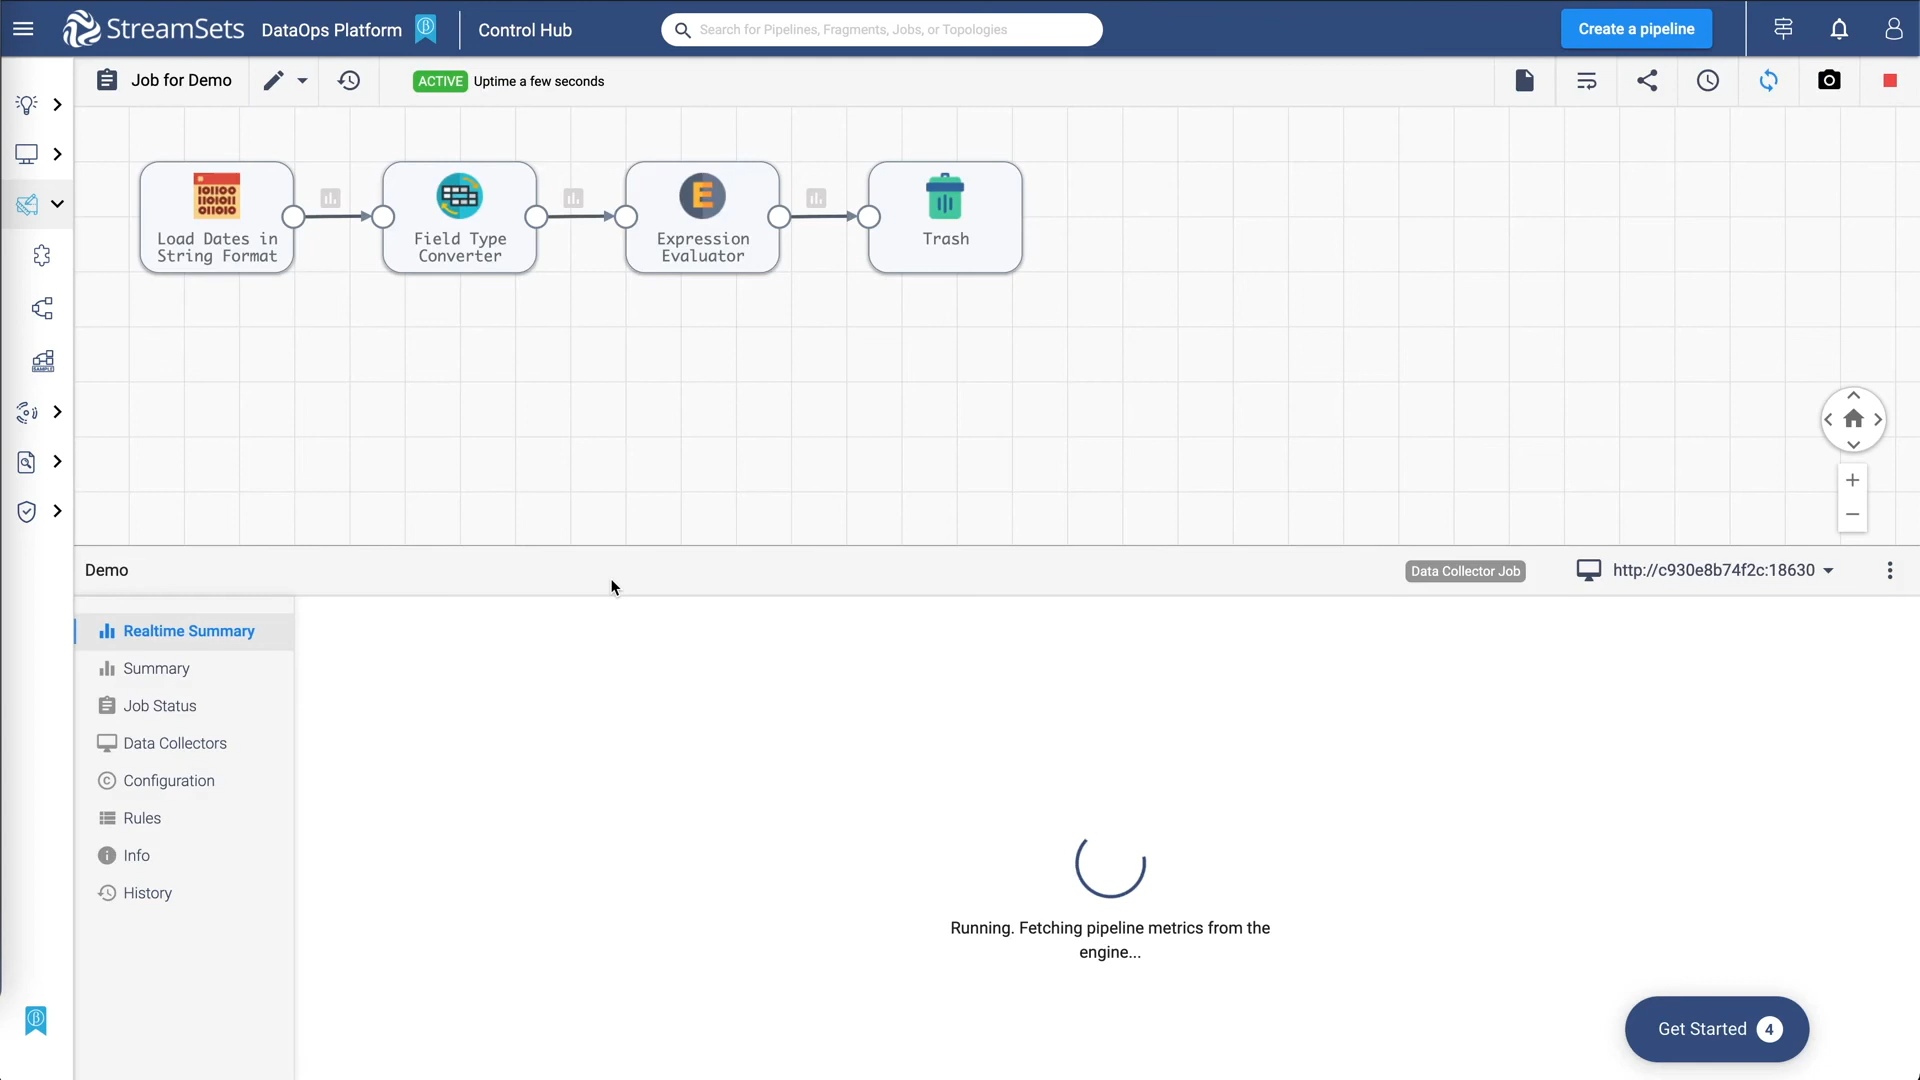 StreamSets DataOps Platform Control Hub Search for Pipelines, Fragments, Jobs, or Topologies Create a pipeline
Job for Demo ACTIVE Uptime a few seconds
Load Dates in
String Format
Field Type
Converter
E
Expression
Evaluator
Trash
Demo Data Collector Job http://c930e8b74f2c:18630
Realtime Summary
Summary
Job Status
Data Collectors
Configuration
Rules
Info
History
Running. Fetching pipeline metrics from the
engine...
Get Started 4